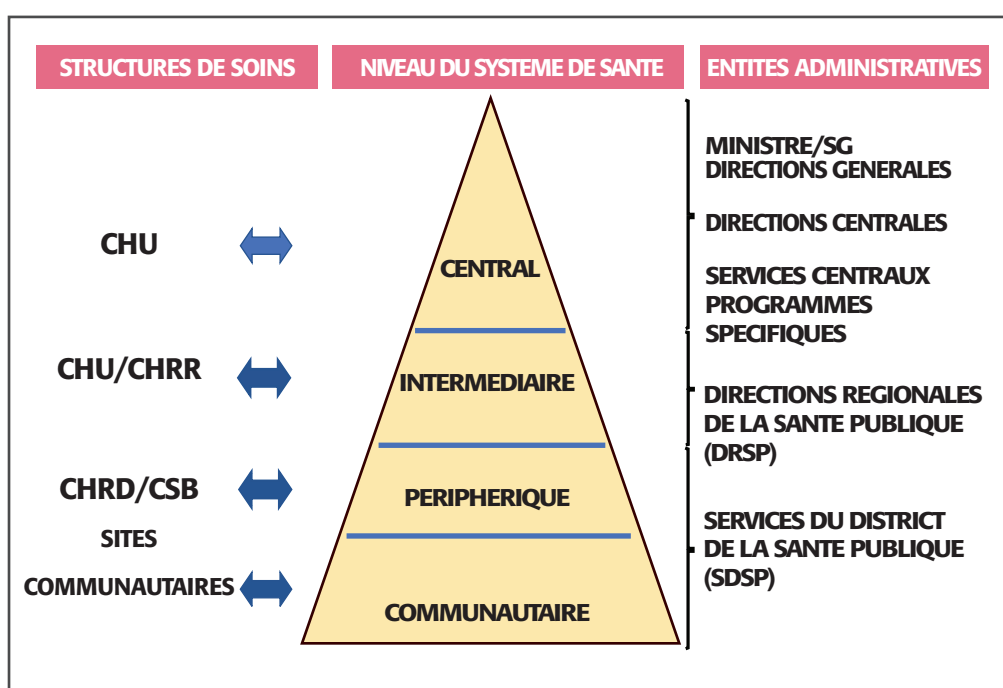 STRUCTURES DE SOINS
NIVEAU DU SYSTEME DE SANTE
ENTITES ADMINISTRATIVES
CHU
CHU/CHRR
CHRD/CSB
SITES
COMMUNAUTAIRES
CENTRAL
INTERMEDIAIRE
PERIPHERIQUE
COMMUNAUTAIRE
MINISTRE/SG
DIRECTIONS GENERALES
DIRECTIONS CENTRALES
SERVICES CENTRAUX
PROGRAMMES
SPECIFIQUES
DIRECTIONS REGIONALES
DE LA SANTE PUBLIQUE
(DRSP)
SERVICES DU DISTRICT
DE LA SANTE PUBLIQUE
(SDSP)